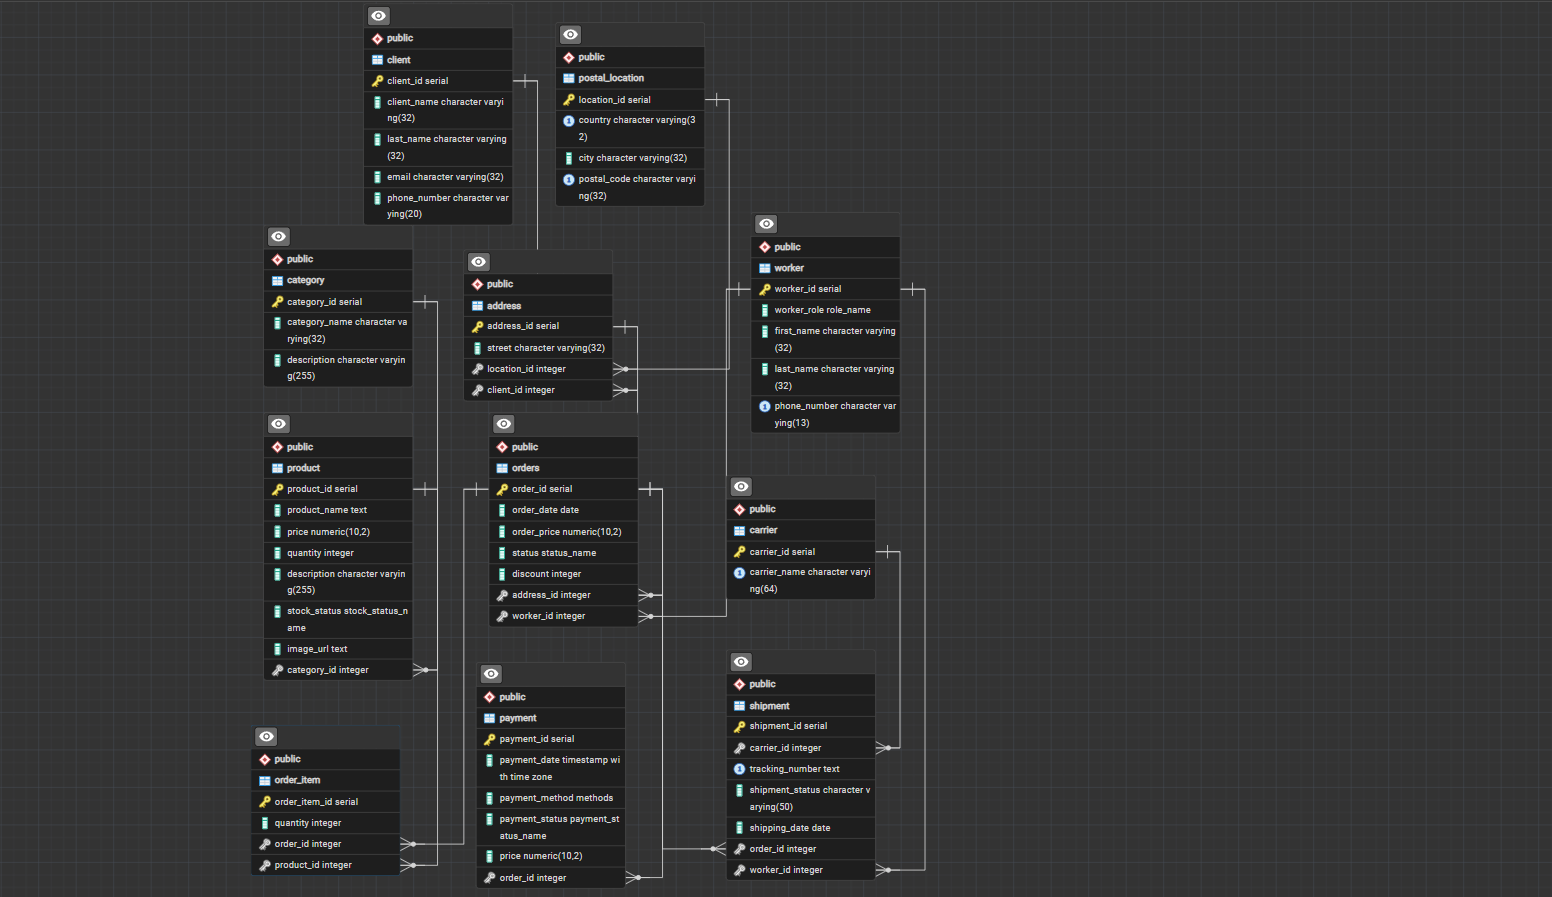 public
client
client_id serial
client_name character varyi
ng(32)
last_name character varying
(32)
email character varying(32)
phone_number character var
ying(20)
public
postal_location
location_id serial
country character varying(3
2)
city character varying(32)
postal_code character varyi
ng(32)
public
category
category_id serial
category_name character va
rying(32)
description character varyin
g(255)
public
address
address_id serial
street character varying(32)
location_id integer
client_id integer
public
worker
worker_id serial
worker_role role_name
first_name character varying
(32)
last_name character varying
(32)
phone_number character var
ying(13)
public
product
product_id serial
product_name text
price numeric(10,2)
quantity integer
description character varyin
g(255)
stock_status stock_status_n
ame
image_url text
category_id integer
public
orders
order_id serial
order_date date
order_price numeric(10,2)
status status_name
discount integer
address_id integer
worker_id integer
public
carrier
carrier_id serial
carrier_name character varyi
ng(64)
public
order_item
order_item_id serial
quantity integer
order_id integer
product_id integer
public
payment
payment_id serial
payment_date timestamp wi
th time zone
payment_method methods
payment_status payment_st
atus_name
price numeric(10,2)
order_id integer
public
shipment
shipment_id serial
carrier_id integer
tracking_number text
shipment_status character v
arying(50)
shipping_date date
order_id integer
worker_id integer